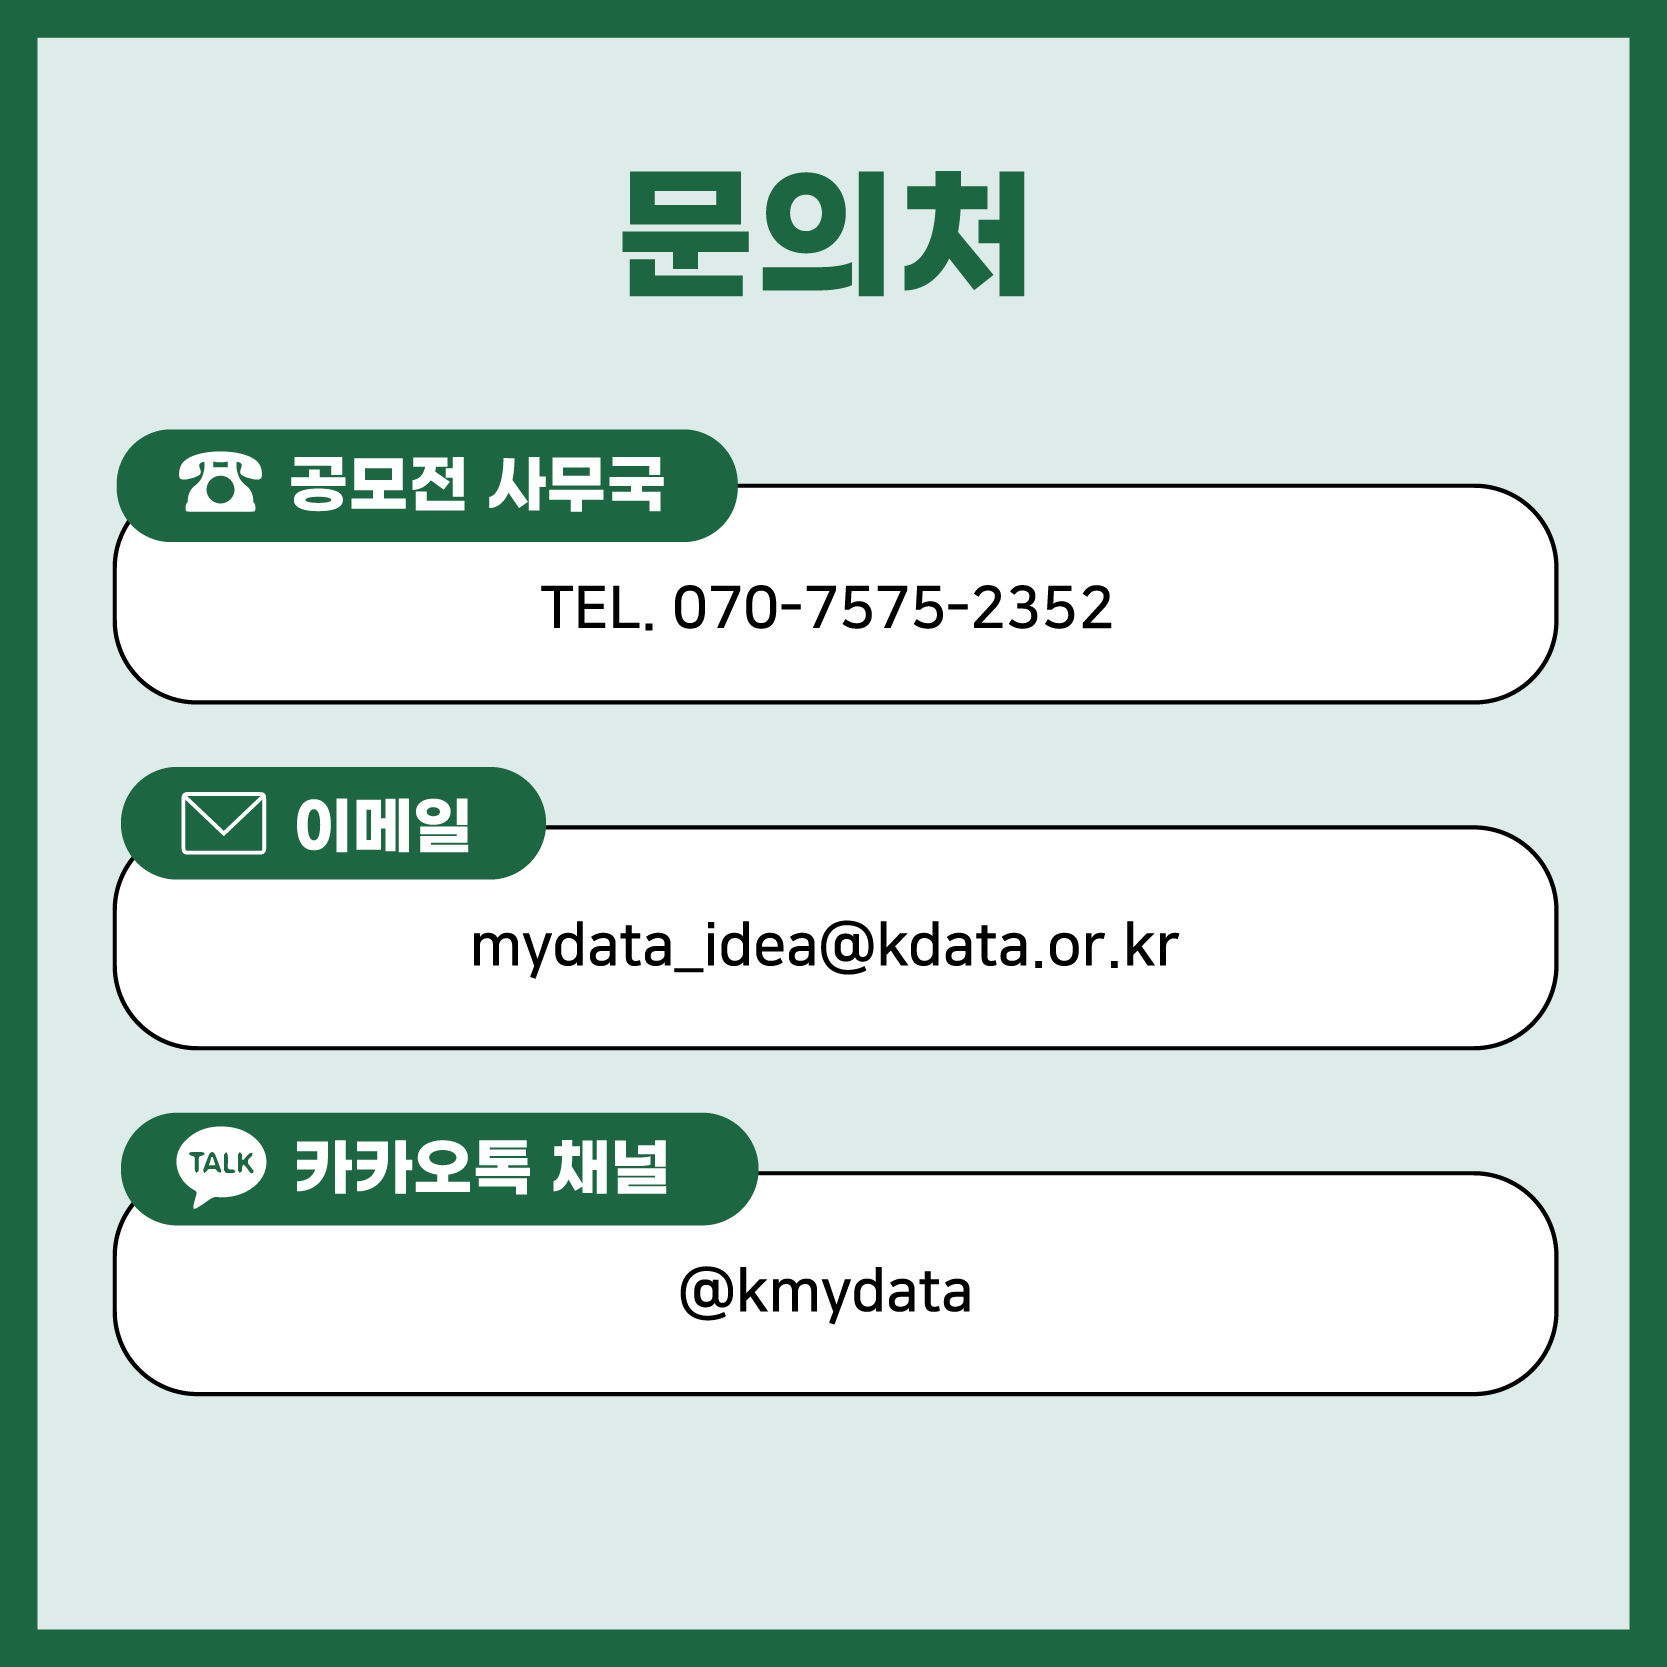 문의처
공모전 사무국
TEL. 070-7575-2352
이메일
mydata_idea@kdata.or.kr
TALK 카카오톡 채널
@kmydata